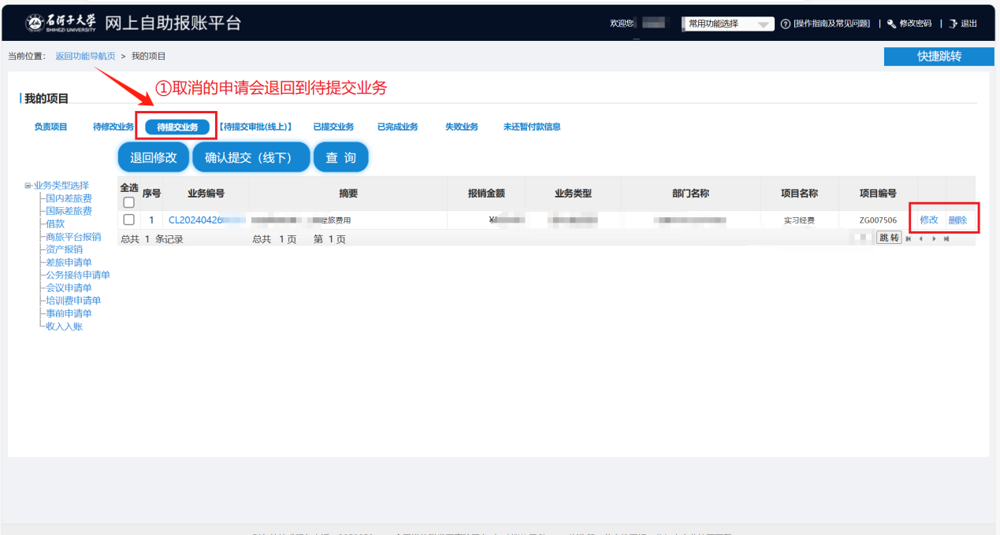 石河子大学 网上自助报账平台
SHIHEZI UNIVERSITY
欢迎您 常用功能选择 [操作指南及常见问题] | 修改密码 | 退出
当前位置: 返回功能导航页 > 我的项目
快捷跳转
①取消的申请会退回到待提交业务
我的项目
负责项目 待修改业务 待提交业务 【待提交审批(线上)】 已提交业务 已完成业务 失败业务 未还暂付款信息
退回修改 确认提交（线下） 查 询
业务类型选择
国内差旅费
国际差旅费
借款
商旅平台报销
资产报销
差旅申请单
公务接待申请单
会议申请单
培训费申请单
事前申请单
收入入账
全选 序号 业务编号 摘要 报销金额 业务类型 部门名称 项目名称 项目编号
1 CL20240426 旅费用 ¥ 实习经费 ZG007506 修改 删除
总共 1 条记录 总共 1 页 第 1 页 跳转